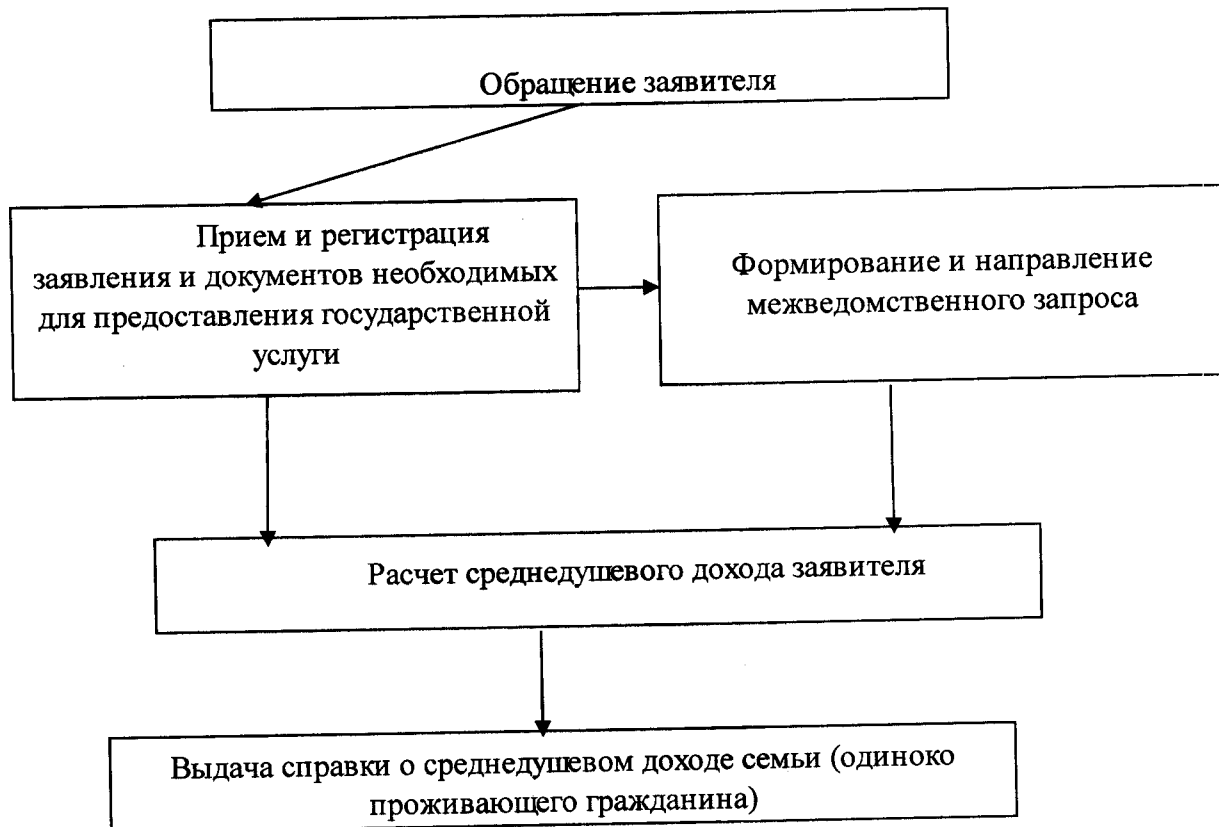 Обращение заявителя
Прием и регистрация
заявления и документов необходимых
для предоставления государственной
услуги
Формирование и направление
межведомственного запроса
Расчет среднедушевого дохода заявителя
Выдача справки о среднедушевом доходе семьи (одиноко
проживающего гражданина)